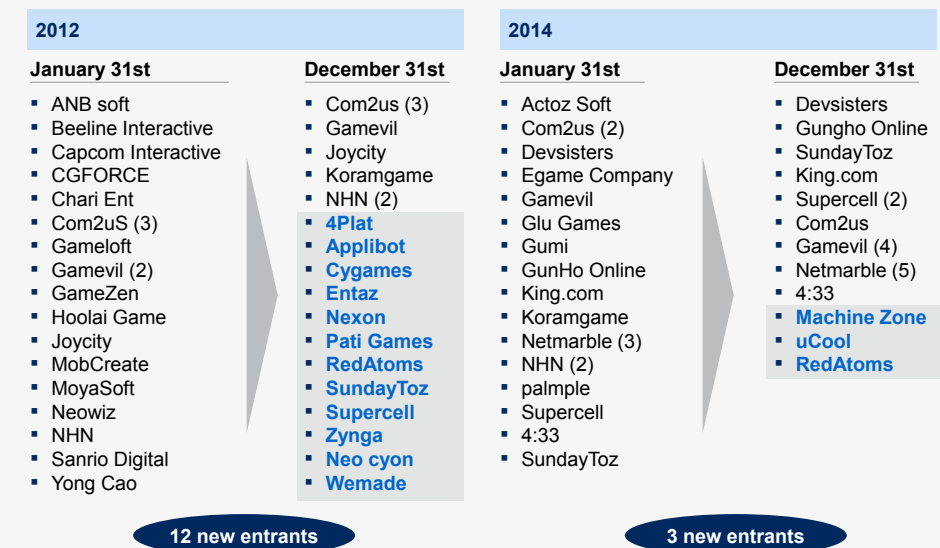 2012
January 31st
ANB soft
Beeline Interactive
Capcom Interactive
CGFORCE
Chari Ent
Com2uS (3)
Gameloft
Gamevil (2)
GameZen
Hoolai Game
Joycity
MobCreate
MoyaSoft
Neowiz
NHN
Sanrio Digital
Yong Cao
December 31st
Com2us (3)
Gamevil
Joycity
Koramgame
NHN (2)
4Plat
Applibot
Cygames
Entaz
Nexon
Pati Games
RedAtoms
SundayToz
Supercell
Zynga
Neo cyon
Wemade
12 new entrants
2014
January 31st
Actoz Soft
Com2us (2)
Devsisters
Egame Company
Gamevil
Glu Games
Gumi
GunHo Online
King.com
Koramgame
Netmarble (3)
NHN (2)
palmple
Supercell
4:33
SundayToz
December 31st
Devsisters
Gungho Online
SundayToz
King.com
Supercell (2)
Com2us
Gamevil (4)
Netmarble (5)
4:33
Machine Zone
uCool
RedAtoms
3 new entrants